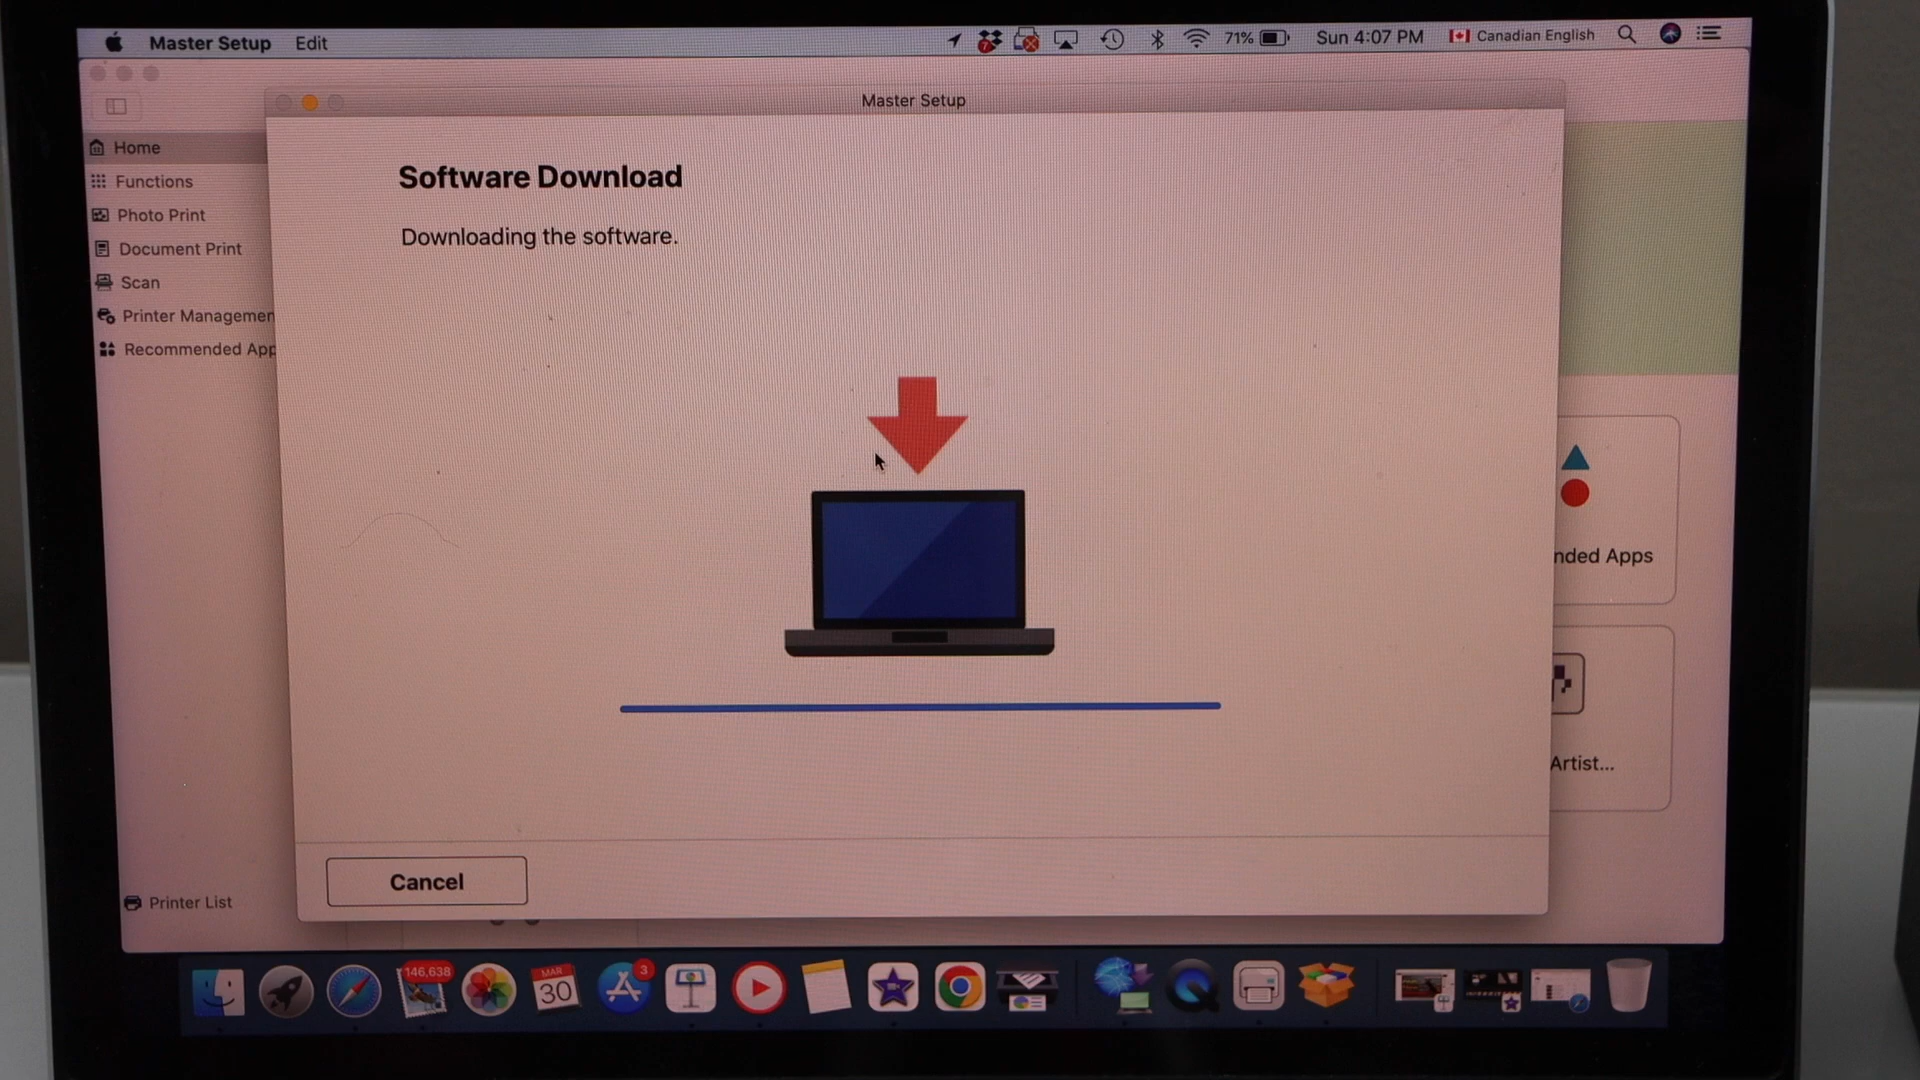 Master Setup Edit 71% Sun 4:07 PM Canadian English
7
Master Setup
Home
Functions
Photo Print
Document Print
Scan
Printer Managemen
Recommended App
Software Download
Downloading the software.
nded Apps
Artist...
Cancel
Printer List
146,638
MAR
30
3